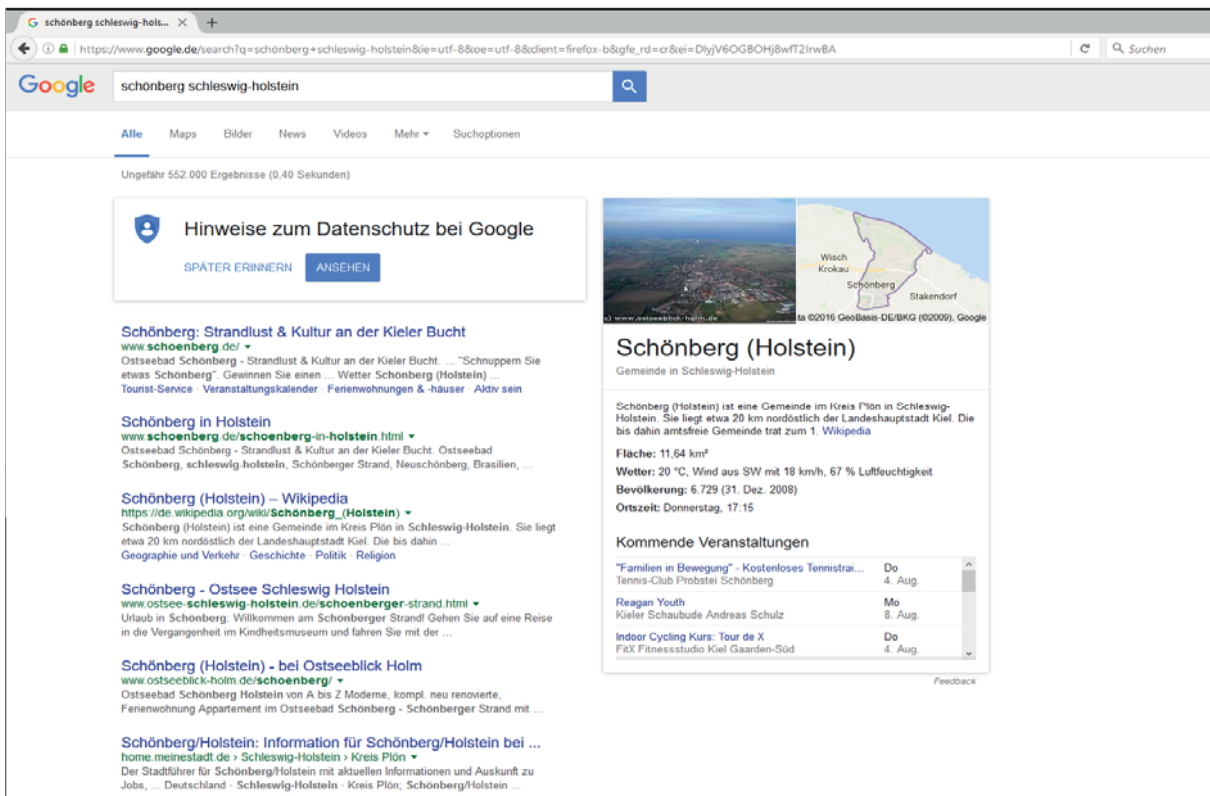 schönberg schleswig-hols...
https://www.google.de/search?q=schönberg+schleswig-holstein&ie=utf-8&oe=utf-8&client=firefox-b&gfe_rd=cr&ei=DlyjV6OGBOHj8wfT2IrwBA
Suchen
Google
schönberg schleswig-holstein
Alle Maps Bilder News Videos Mehr Suchoptionen
Ungefähr 552.000 Ergebnisse (0,40 Sekunden)
Hinweise zum Datenschutz bei Google
SPÄTER ERINNERN ANSEHEN
Schönberg: Strandlust & Kultur an der Kieler Bucht
www.schoenberg.de/
Ostseebad Schönberg - Strandlust & Kultur an der Kieler Bucht. ... "Schnuppern Sie
etwas Schönberg". Gewinnen Sie einen ... Wetter Schönberg (Holstein) ...
Tourist-Service · Veranstaltungskalender · Ferienwohnungen & -häuser · Aktiv sein
Schönberg in Holstein
www.schoenberg.de/schoenberg-in-holstein.html
Ostseebad Schönberg - Strandlust & Kultur an der Kieler Bucht. Ostseebad
Schönberg, schleswig-holstein, Schönberger Strand, Neuschönberg, Brasilien, ...
Schönberg (Holstein) – Wikipedia
https://de.wikipedia.org/wiki/Schönberg_(Holstein)
Schönberg (Holstein) ist eine Gemeinde im Kreis Plön in Schleswig-Holstein. Sie liegt
etwa 20 km nordöstlich der Landeshauptstadt Kiel. Die bis dahin ...
Geographie und Verkehr · Geschichte · Politik · Religion
Schönberg - Ostsee Schleswig Holstein
www.ostsee-schleswig-holstein.de/schoenberger-strand.html
Urlaub in Schönberg: Willkommen am Schönberger Strand! Gehen Sie auf eine Reise
in die Vergangenheit im Kindheitsmuseum und fahren Sie mit der ...
Schönberg (Holstein) - bei Ostseeblick Holm
www.ostseeblick-holm.de/schoenberg/
Ostseebad Schönberg Holstein von A bis Z Moderne, kompl. neu renovierte,
Ferienwohnung Appartement im Ostseebad Schönberg - Schönberger Strand mit ...
Schönberg/Holstein: Information für Schönberg/Holstein bei ...
home.meinestadt.de › Schleswig-Holstein › Kreis Plön
Der Stadtführer für Schönberg/Holstein mit aktuellen Informationen und Auskunft zu
Jobs, ... Deutschland · Schleswig-Holstein · Kreis Plön; Schönberg/Holstein ...
www.ostseeblick-holm.de
Wisch
Krokau
Schönberg
Stakendorf
ta ©2016 GeoBasis-DE/BKG (©2009), Google
Schönberg (Holstein)
Gemeinde in Schleswig-Holstein
Schönberg (Holstein) ist eine Gemeinde im Kreis Plön in Schleswig-
Holstein. Sie liegt etwa 20 km nordöstlich der Landeshauptstadt Kiel. Die
bis dahin amtsfreie Gemeinde trat zum 1. Wikipedia
Fläche: 11,64 km²
Wetter: 20 °C, Wind aus SW mit 18 km/h, 67 % Luftfeuchtigkeit
Bevölkerung: 6.729 (31. Dez. 2008)
Ortszeit: Donnerstag, 17:15
Kommende Veranstaltungen
"Familien in Bewegung" - Kostenloses Tennistrai... Do
Tennis-Club Probstei Schönberg 4. Aug.
Reagan Youth Mo
Kieler Schaubude Andreas Schulz 8. Aug.
Indoor Cycling Kurs: Tour de X Do
FitX Fitnessstudio Kiel Gaarden-Süd 4. Aug.
Feedback